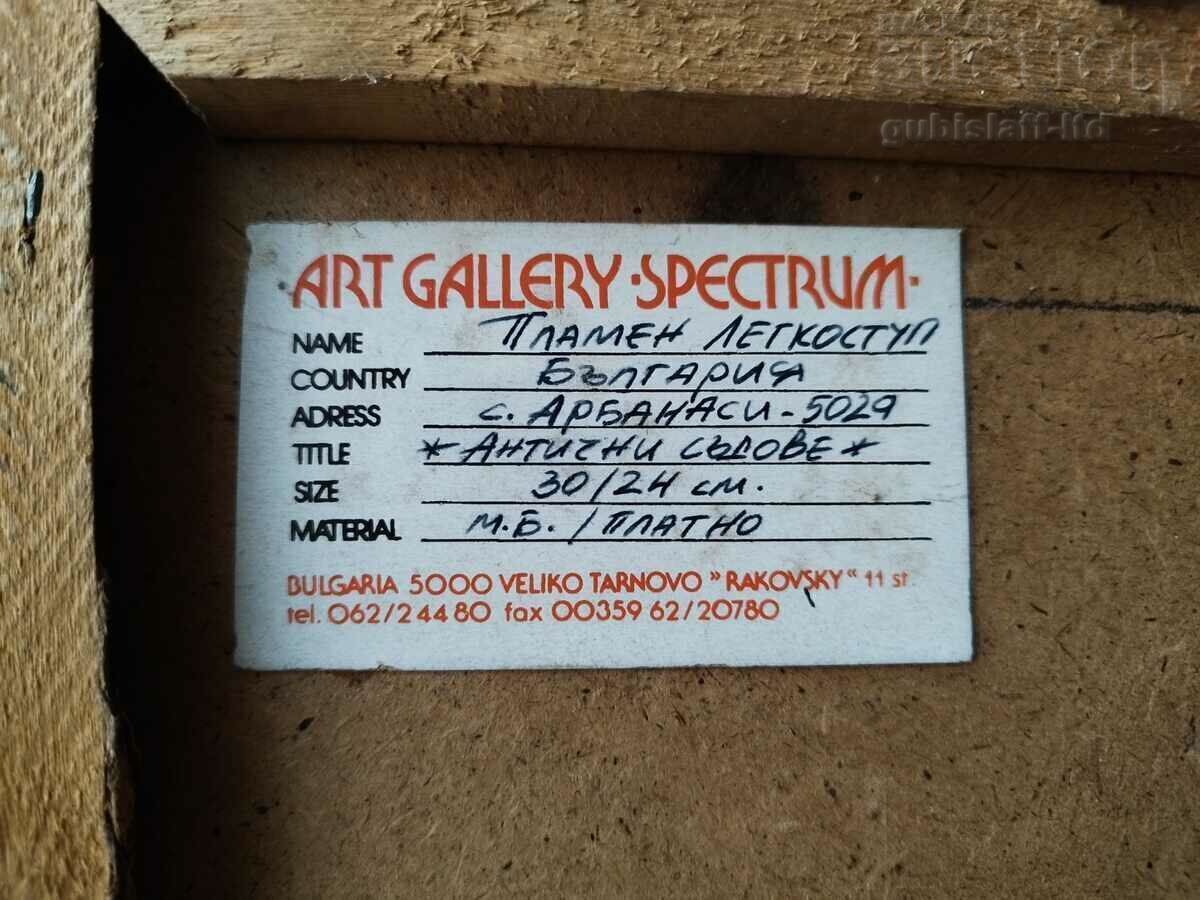 BALKAN
auction
gubislaff-ltd
·ART GALLERY·SPECTRUM·
NAME Пламен Легкоступ
COUNTRY България
ADRESS с. Арбанаси - 5029
TITLE *Антични съдове*
SIZE 30/24 см.
MATERIAL м.б./платно
BULGARIA 5000 VELIKO TARNOVO "RAKOVSKY" 11 st.
tel. 062/2 44 80 fax 00359 62/20780